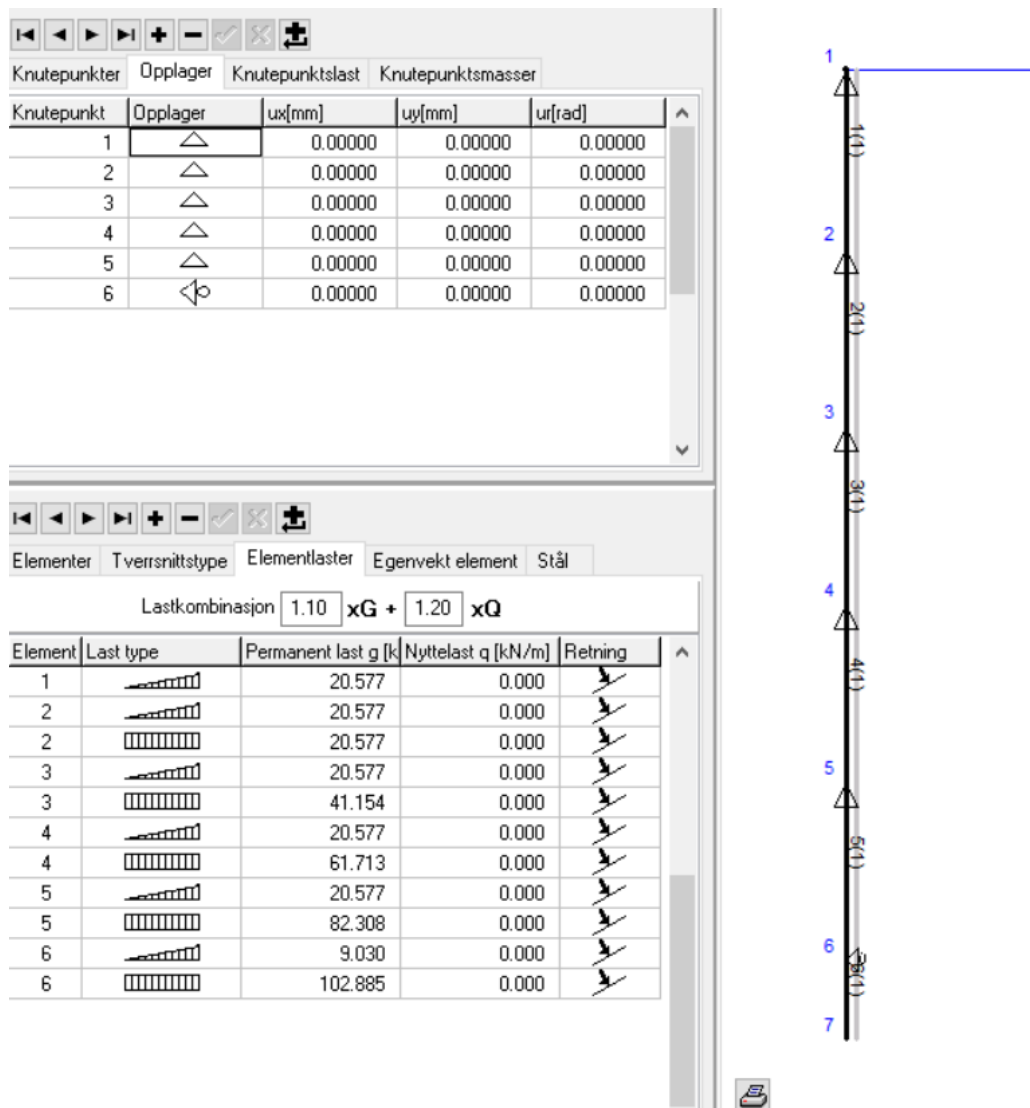 Knutepunkter Opplager Knutepunktslast Knutepunktsmasser
Knutepunkt Opplager ux[mm] uy[mm] ur[rad]
1 0.00000 0.00000 0.00000
2 0.00000 0.00000 0.00000
3 0.00000 0.00000 0.00000
4 0.00000 0.00000 0.00000
5 0.00000 0.00000 0.00000
6 0.00000 0.00000 0.00000
Elementer Tverrsnittstype Elementlaster Egenvekt element Stål
Lastkombinasjon 1.10 xG + 1.20 xQ
Element Last type Permanent last g [k Nyttelast q [kN/m] Retning
1 20.577 0.000
2 20.577 0.000
2 20.577 0.000
3 20.577 0.000
3 41.154 0.000
4 20.577 0.000
4 61.713 0.000
5 20.577 0.000
5 82.308 0.000
6 9.030 0.000
6 102.885 0.000
1
1(1)
2
2(1)
3
3(1)
4
4(1)
5
5(1)
6
6(1)
7